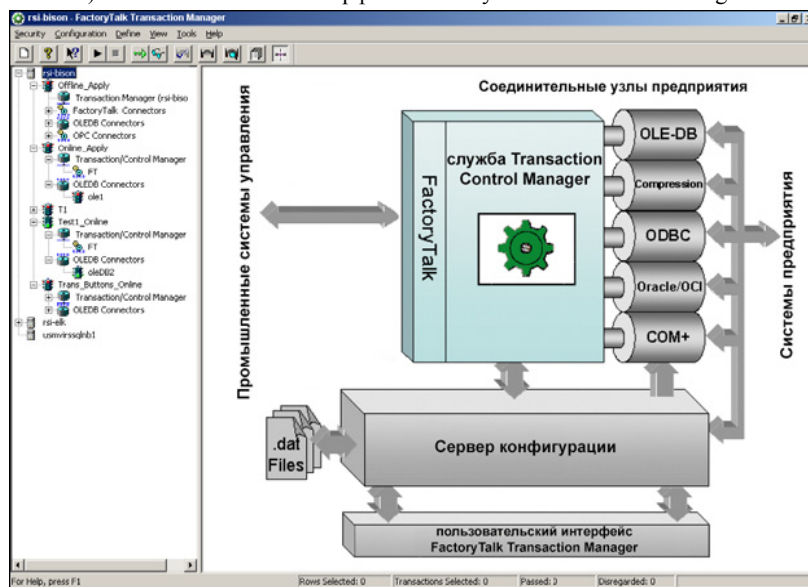 rsi-bison - FactoryTalk Transaction Manager
Security Configuration Define View Tools Help
rsi-bison
Offline_Apply
Transaction Manager (rsi-biso
FactoryTalk Connectors
OLEDB Connectors
OPC Connectors
Online_Apply
Transaction/Control Manager
FT
OLEDB Connectors
ole1
T1
Test1_Online
Transaction/Control Manager
FT
OLEDB Connectors
oleDB2
Trans_Buttons_Online
Transaction/Control Manager
OLEDB Connectors
rsi-elk
usmvirssqlnb1
Соединительные узлы предприятия
Промышленные системы управления
FactoryTalk
служба Transaction
Control Manager
OLE-DB
Compression
ODBC
Oracle/OCI
COM+
Системы предприятия
.dat
Files
Сервер конфигурации
пользовательский интерфейс
FactoryTalk Transaction Manager
For Help, press F1
Rows Selected: 0
Transactions Selected: 0
Passed: 0
Disregarded: 0